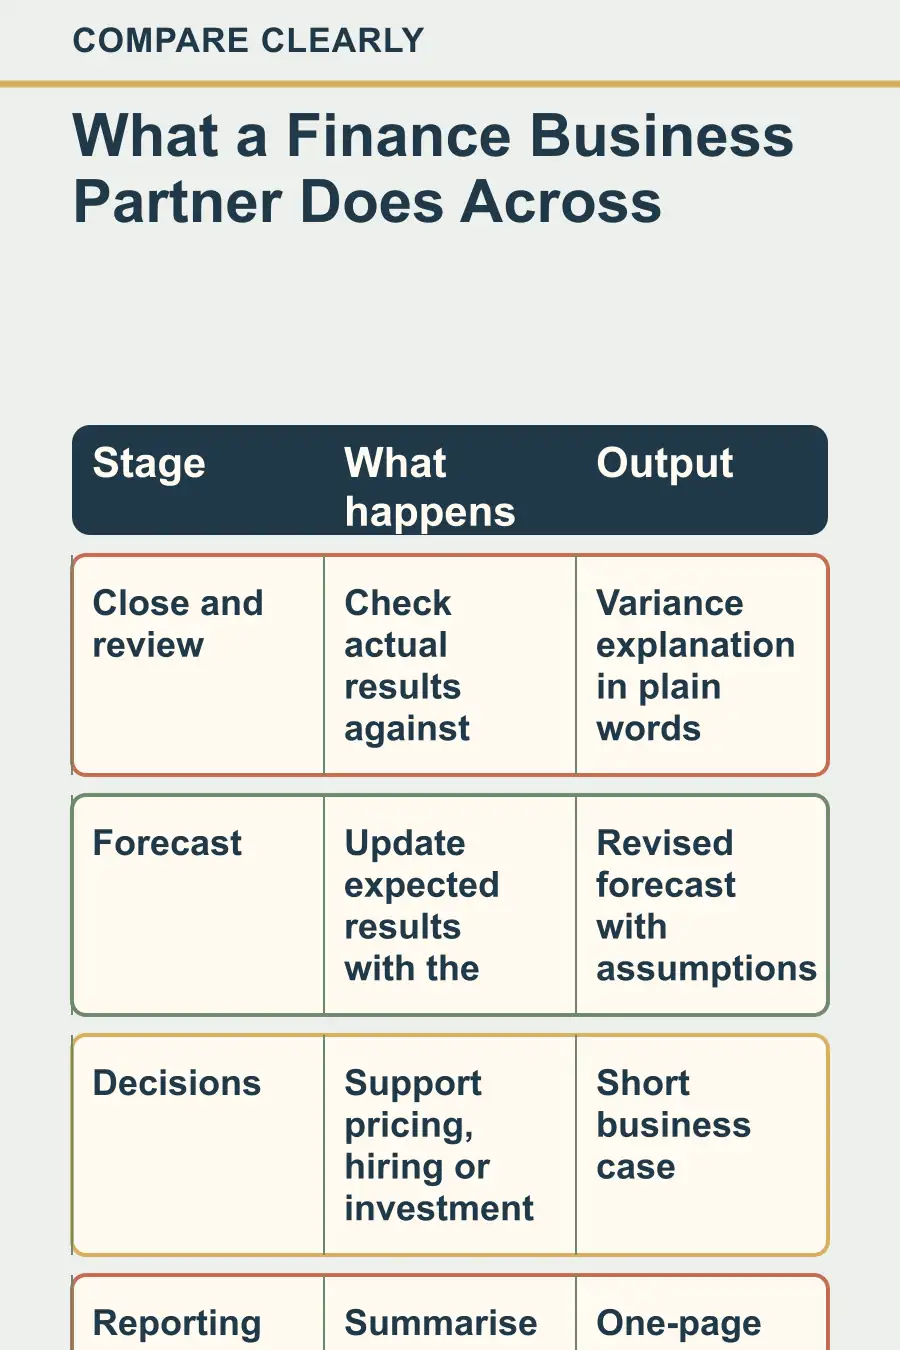 COMPARE CLEARLY
What a Finance Business
Partner Does Across
Stage
What
happens
Output
Close and
review
Check
actual
results
against
Variance
explanation
in plain
words
Forecast
Update
expected
results
with the
Revised
forecast
with
assumptions
Decisions
Support
pricing,
hiring or
investment
Short
business
case
Reporting
Summarise
One-page